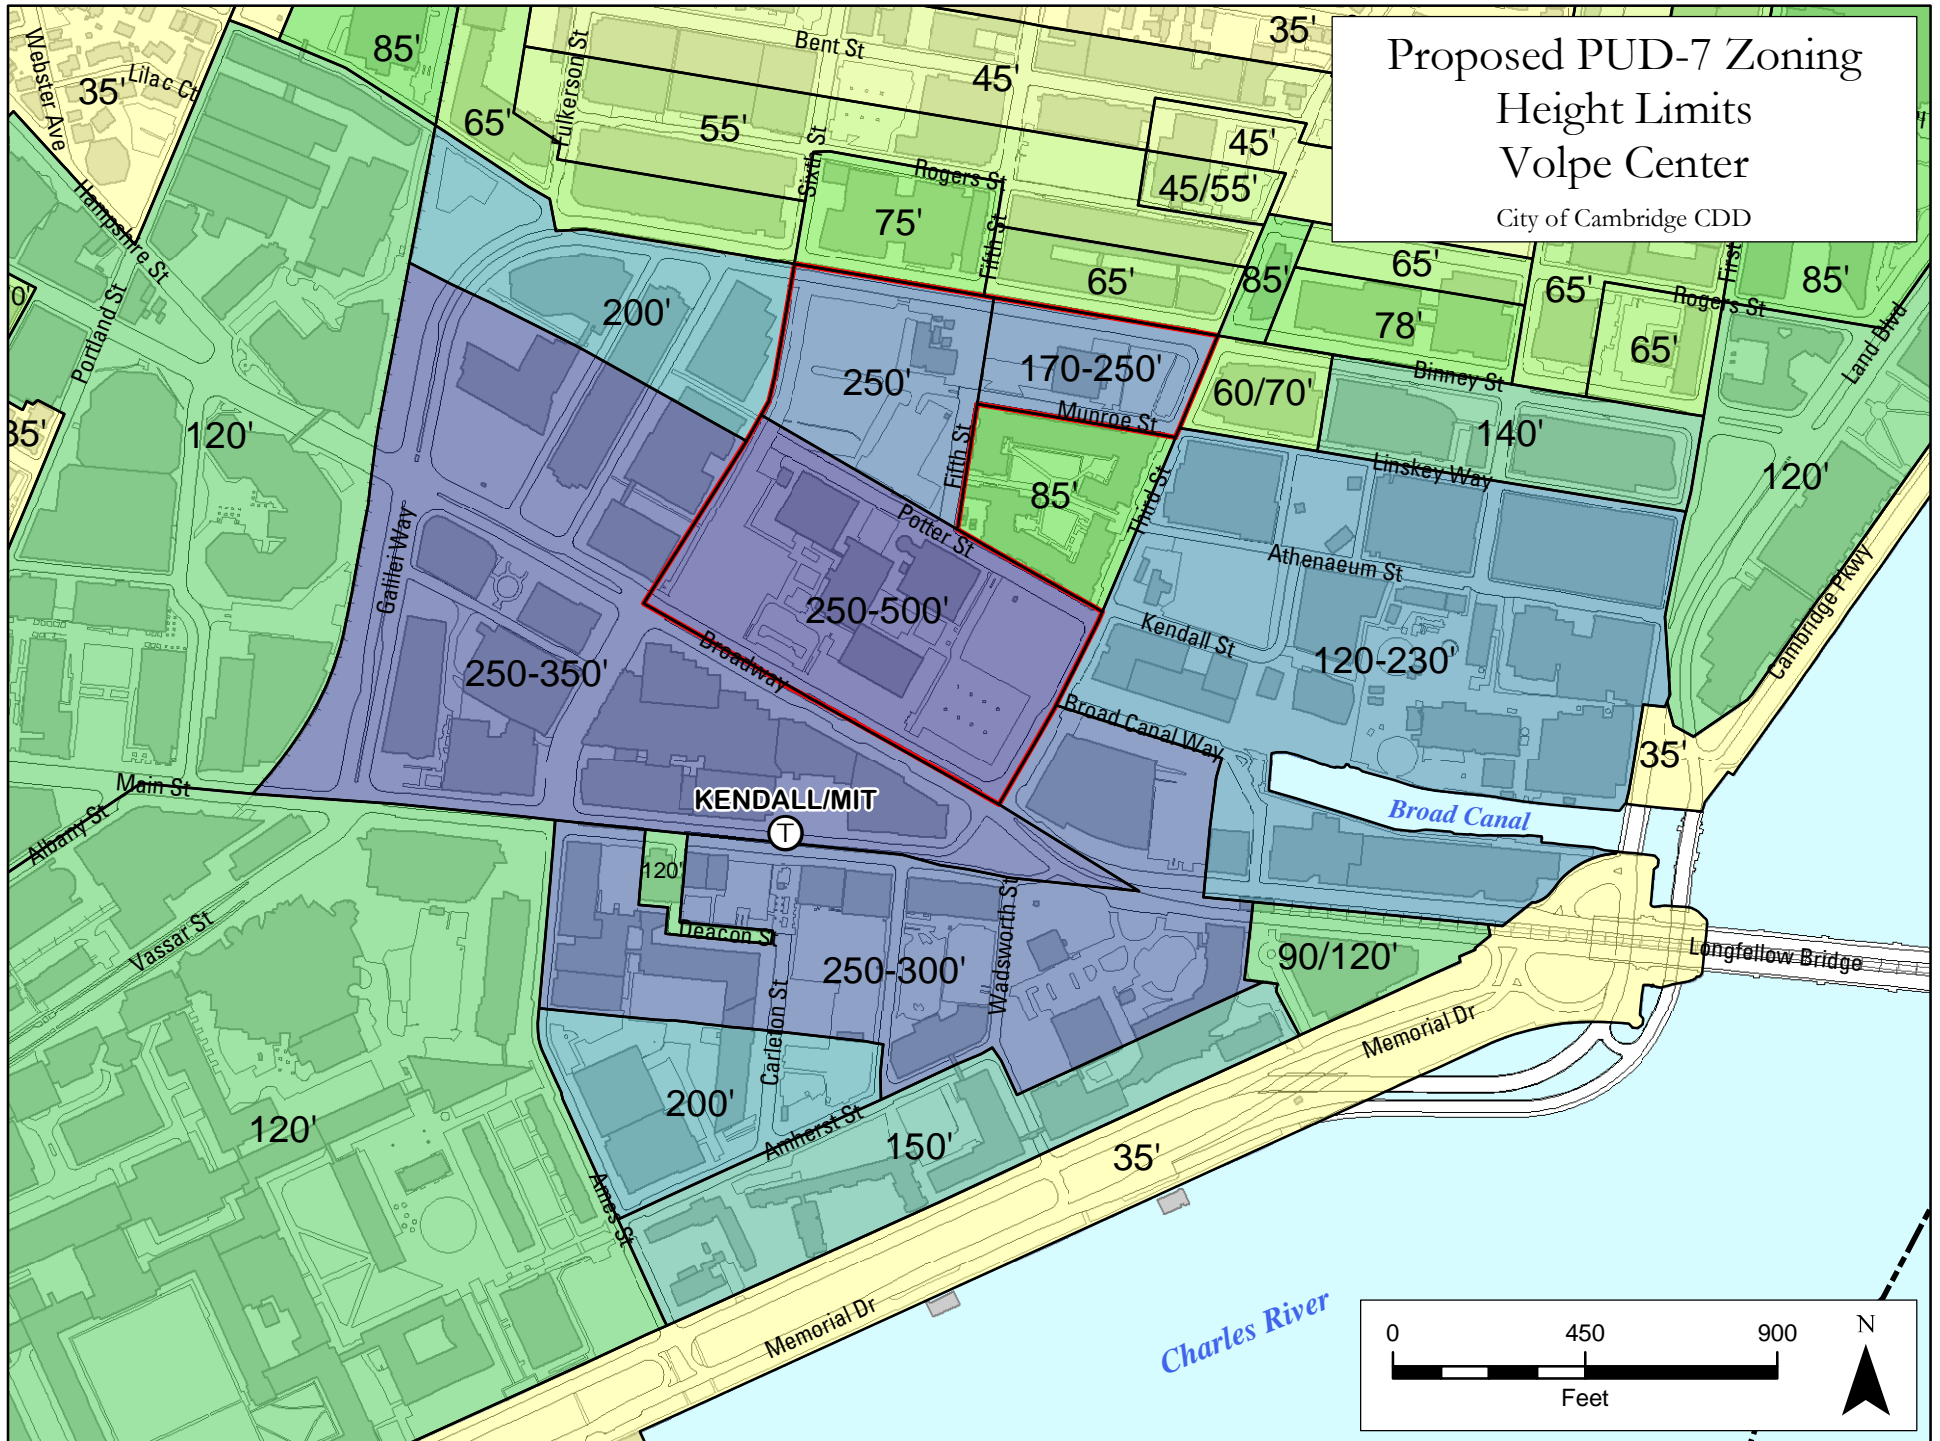 Proposed PUD-7 Zoning
Height Limits
Volpe Center
City of Cambridge CDD
Webster Ave
35'
Lilac Ct
85'
65'
Fulkerson St
Bent St
45'
35'
55'
Sixth St
45'
45/55'
Rogers St
75'
Fifth St
65'
85'
65'
78'
65'
First
Rogers St
65'
85'
Land Blvd
Hampshire St
Portland St
35'
120'
200'
250'
170-250'
Munroe St
60/70'
Binney St
140'
Linskey Way
120'
Fifth St
85'
Third St
Potter St
Athenaeum St
Cambridge Pkwy
Galilei Way
250-500'
Kendall St
120-230'
250-350'
Broadway
Broad Canal Way
35'
Main St
Albany St
KENDALL/MIT
T
Broad Canal
120'
Vassar St
Deacon St
250-300'
Wadsworth St
90/120'
Longfellow Bridge
Carleton St
Memorial Dr
200'
Amherst St
150'
120'
35'
Ames St
Memorial Dr
Charles River
0 450 900
Feet
N